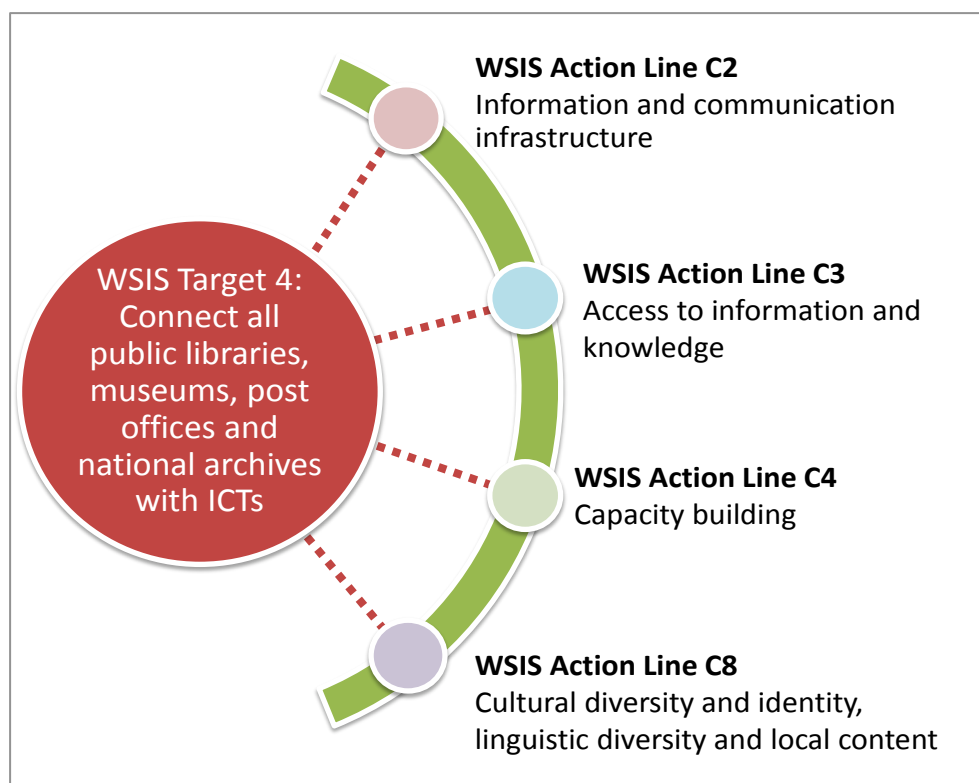 WSIS Action Line C2
Information and communication
infrastructure
WSIS Target 4:
Connect all
public libraries,
museums, post
offices and
national archives
with ICTs
WSIS Action Line C3
Access to information and
knowledge
WSIS Action Line C4
Capacity building
WSIS Action Line C8
Cultural diversity and identity,
linguistic diversity and local content